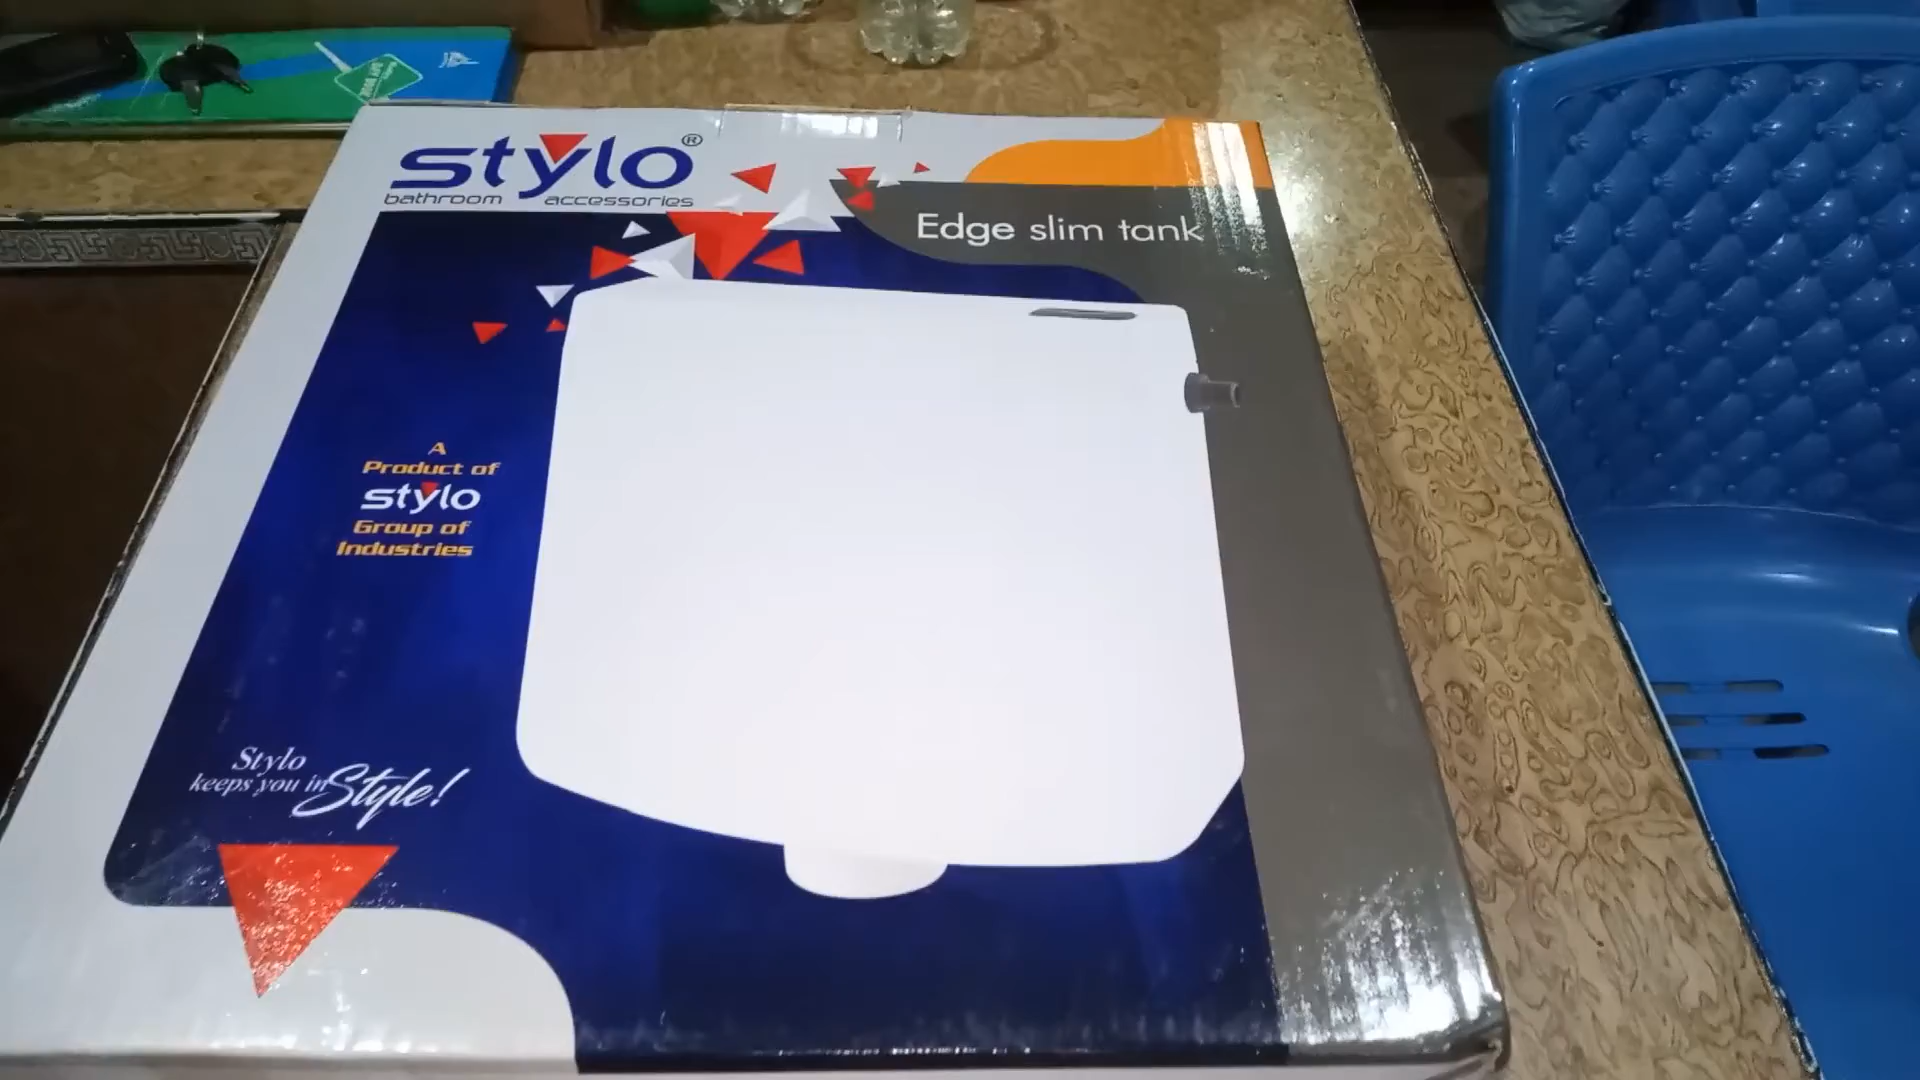 stylo®
bathroom accessories
Edge slim tank
A
Product of
stylo
Group of
Industries
Stylo
keeps you in Style!